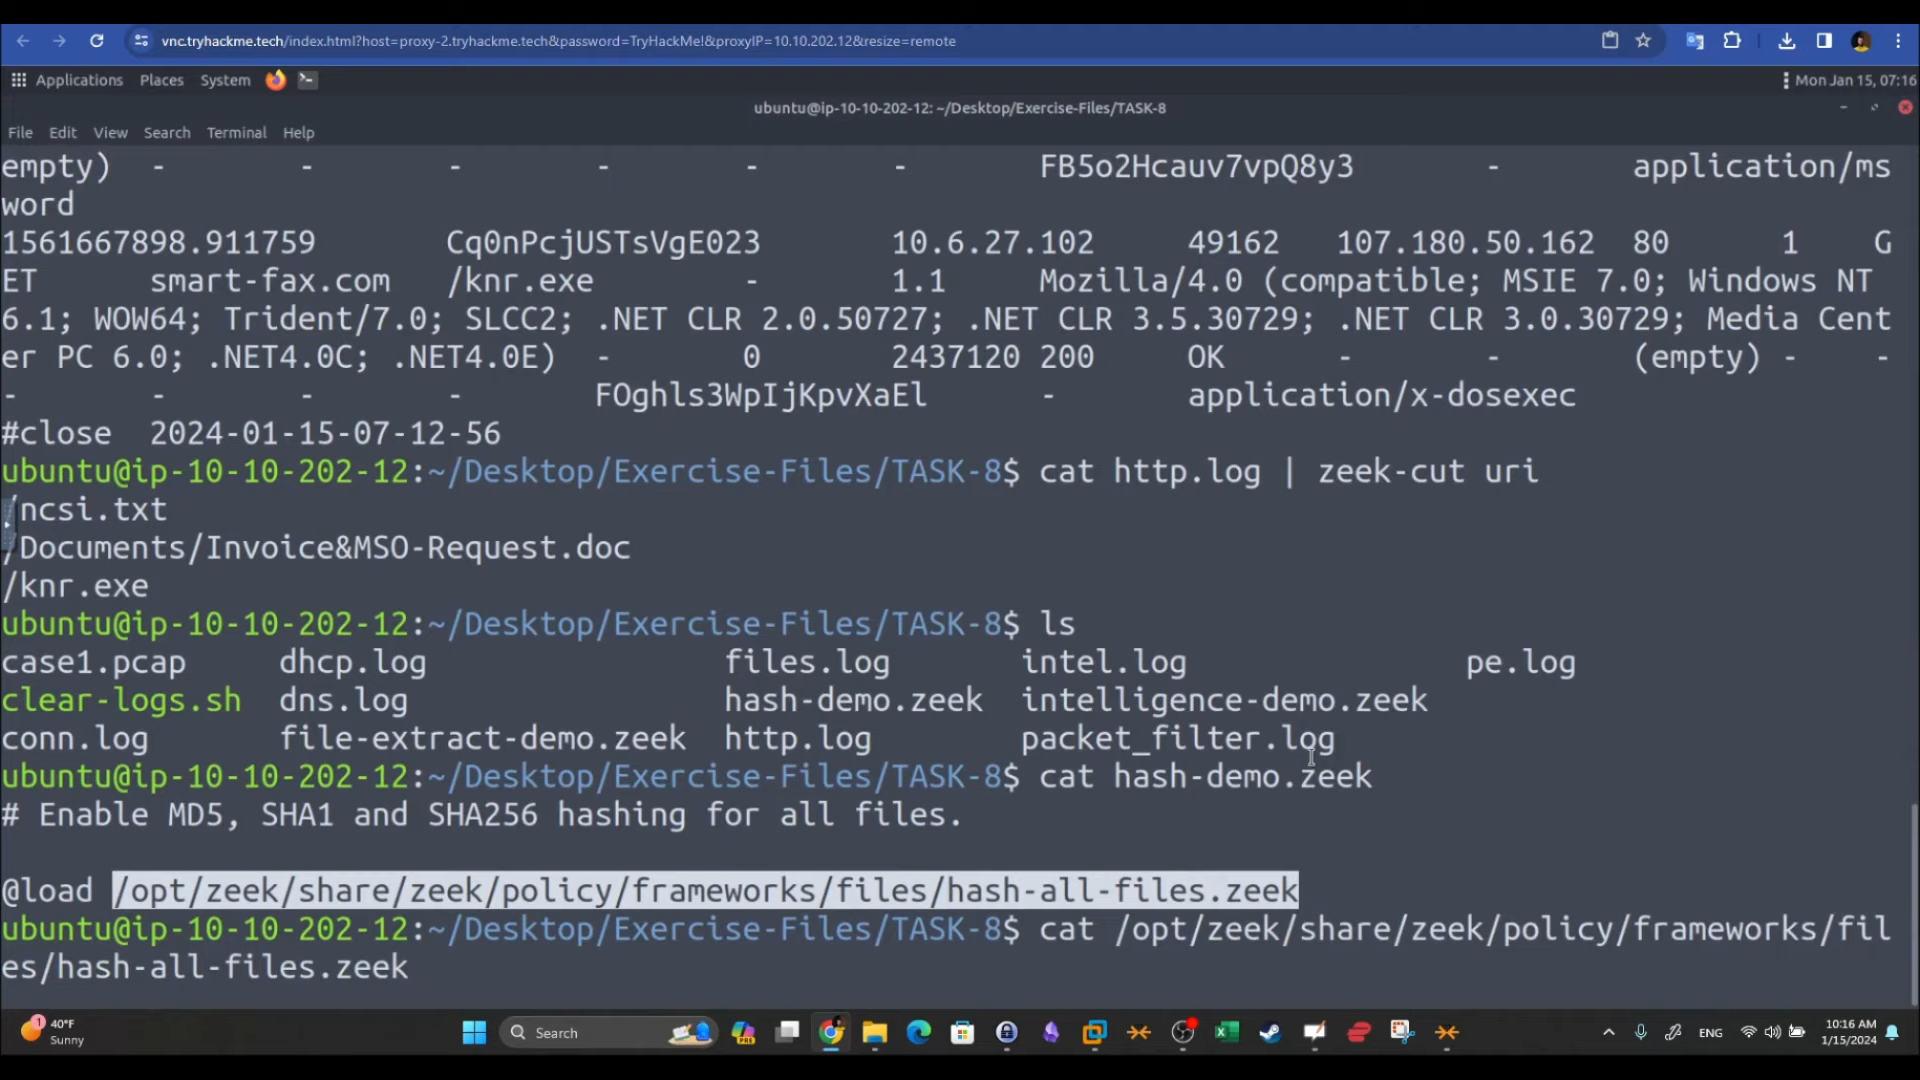 vnc.tryhackme.tech/index.html?host=proxy-2.tryhackme.tech&password=TryHackMe!&proxyIP=10.10.202.12&resize=remote
Applications Places System Mon Jan 15, 07:16
ubuntu@ip-10-10-202-12: ~/Desktop/Exercise-Files/TASK-8
File Edit View Search Terminal Help
empty) - - - - - - FB5o2Hcauv7vpQ8y3 - application/ms
word
1561667898.911759 Cq0nPcjUSTsVgE023 10.6.27.102 49162 107.180.50.162 80 1 G
ET smart-fax.com /knr.exe - 1.1 Mozilla/4.0 (compatible; MSIE 7.0; Windows NT
6.1; WOW64; Trident/7.0; SLCC2; .NET CLR 2.0.50727; .NET CLR 3.5.30729; .NET CLR 3.0.30729; Media Cent
er PC 6.0; .NET4.0C; .NET4.0E) - 0 2437120 200 OK - - (empty) - -
- - - - FOghls3WpIjKpvXaEl - application/x-dosexec
#close 2024-01-15-07-12-56
ubuntu@ip-10-10-202-12:~/Desktop/Exercise-Files/TASK-8$ cat http.log | zeek-cut uri
/ncsi.txt
/Documents/Invoice&MSO-Request.doc
/knr.exe
ubuntu@ip-10-10-202-12:~/Desktop/Exercise-Files/TASK-8$ ls
case1.pcap dhcp.log files.log intel.log pe.log
clear-logs.sh dns.log hash-demo.zeek intelligence-demo.zeek
conn.log file-extract-demo.zeek http.log packet_filter.log
ubuntu@ip-10-10-202-12:~/Desktop/Exercise-Files/TASK-8$ cat hash-demo.zeek
# Enable MD5, SHA1 and SHA256 hashing for all files.
@load /opt/zeek/share/zeek/policy/frameworks/files/hash-all-files.zeek
ubuntu@ip-10-10-202-12:~/Desktop/Exercise-Files/TASK-8$ cat /opt/zeek/share/zeek/policy/frameworks/fil
es/hash-all-files.zeek
1 40°F
Sunny
Search
PRE
ENG
10:16 AM
1/15/2024